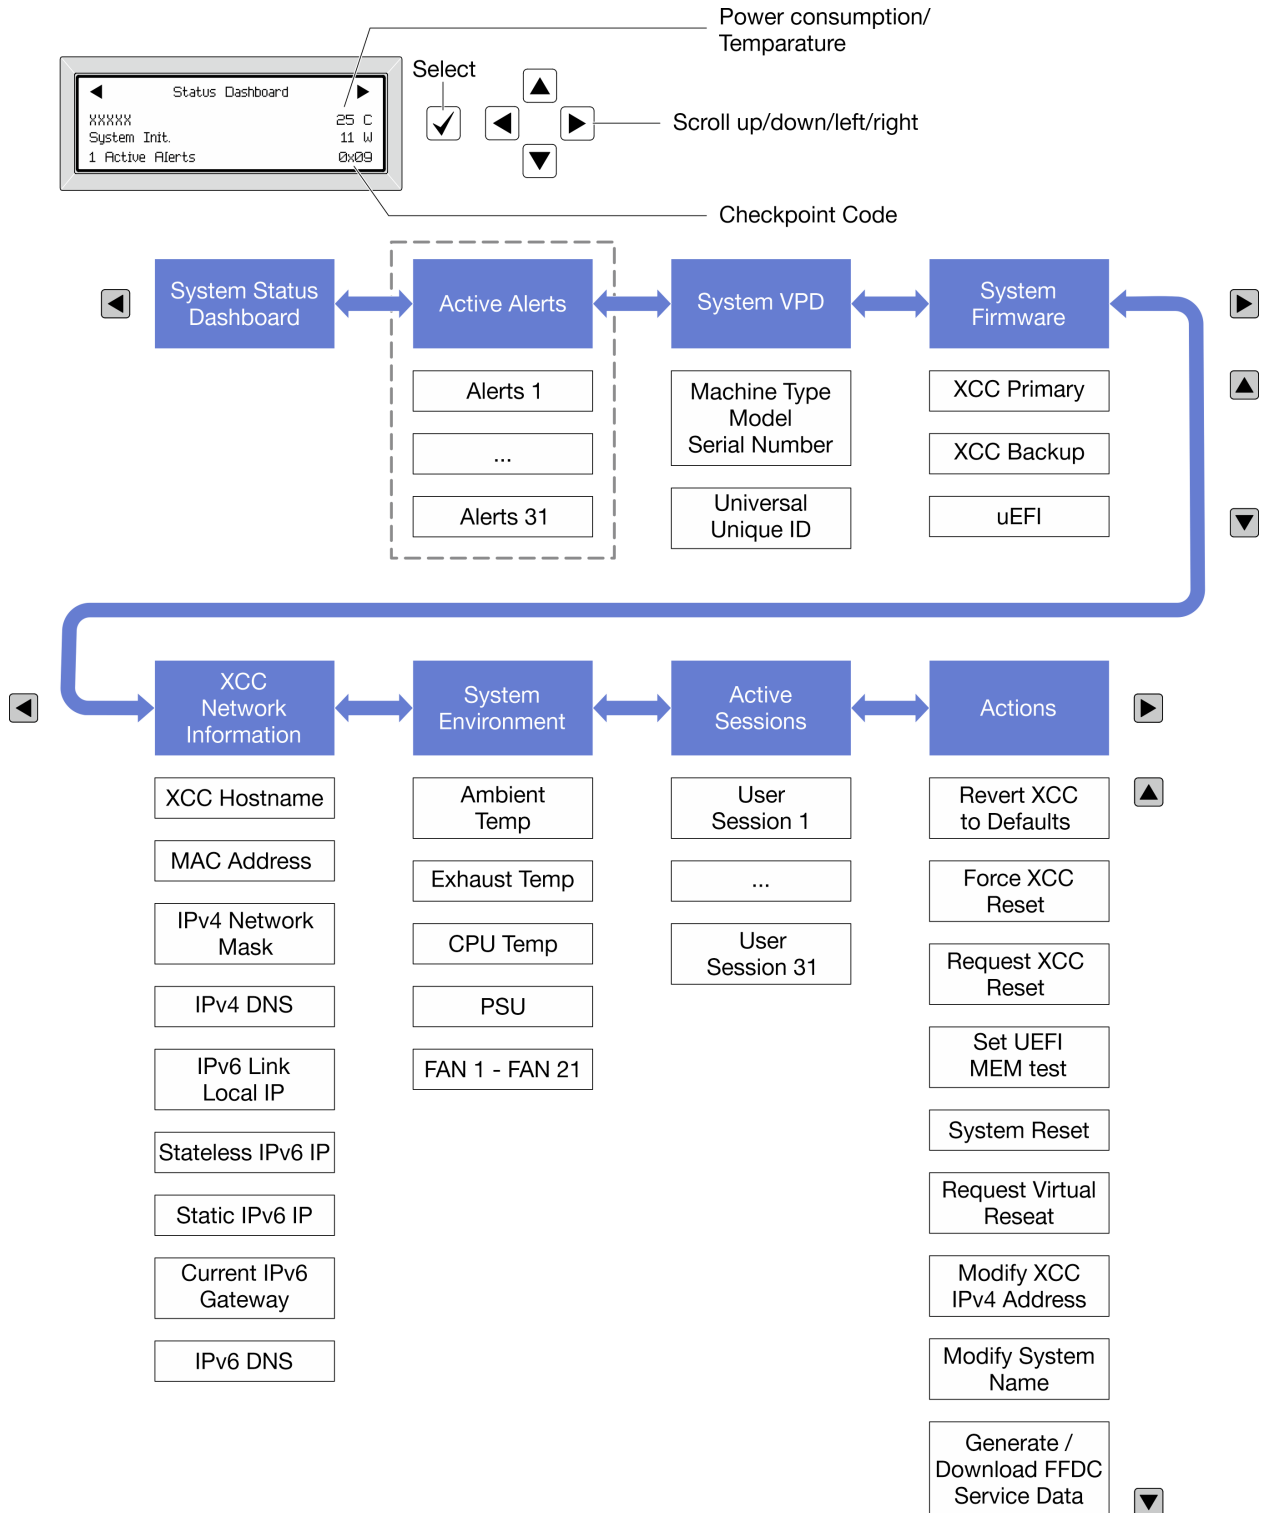 Power consumption/
Temparature
Select
Status Dashboard
XXXXX 25 C
System Init. 11 W
1 Active Alerts 0x09
Scroll up/down/left/right
Checkpoint Code
System Status
Dashboard
Active Alerts
Alerts 1
...
Alerts 31
System VPD
Machine Type
Model
Serial Number
Universal
Unique ID
System
Firmware
XCC Primary
XCC Backup
uEFI
XCC
Network
Information
XCC Hostname
MAC Address
IPv4 Network
Mask
IPv4 DNS
IPv6 Link
Local IP
Stateless IPv6 IP
Static IPv6 IP
Current IPv6
Gateway
IPv6 DNS
System
Environment
Ambient
Temp
Exhaust Temp
CPU Temp
PSU
FAN 1 - FAN 21
Active
Sessions
User
Session 1
...
User
Session 31
Actions
Revert XCC
to Defaults
Force XCC
Reset
Request XCC
Reset
Set UEFI
MEM test
System Reset
Request Virtual
Reseat
Modify XCC
IPv4 Address
Modify System
Name
Generate /
Download FFDC
Service Data